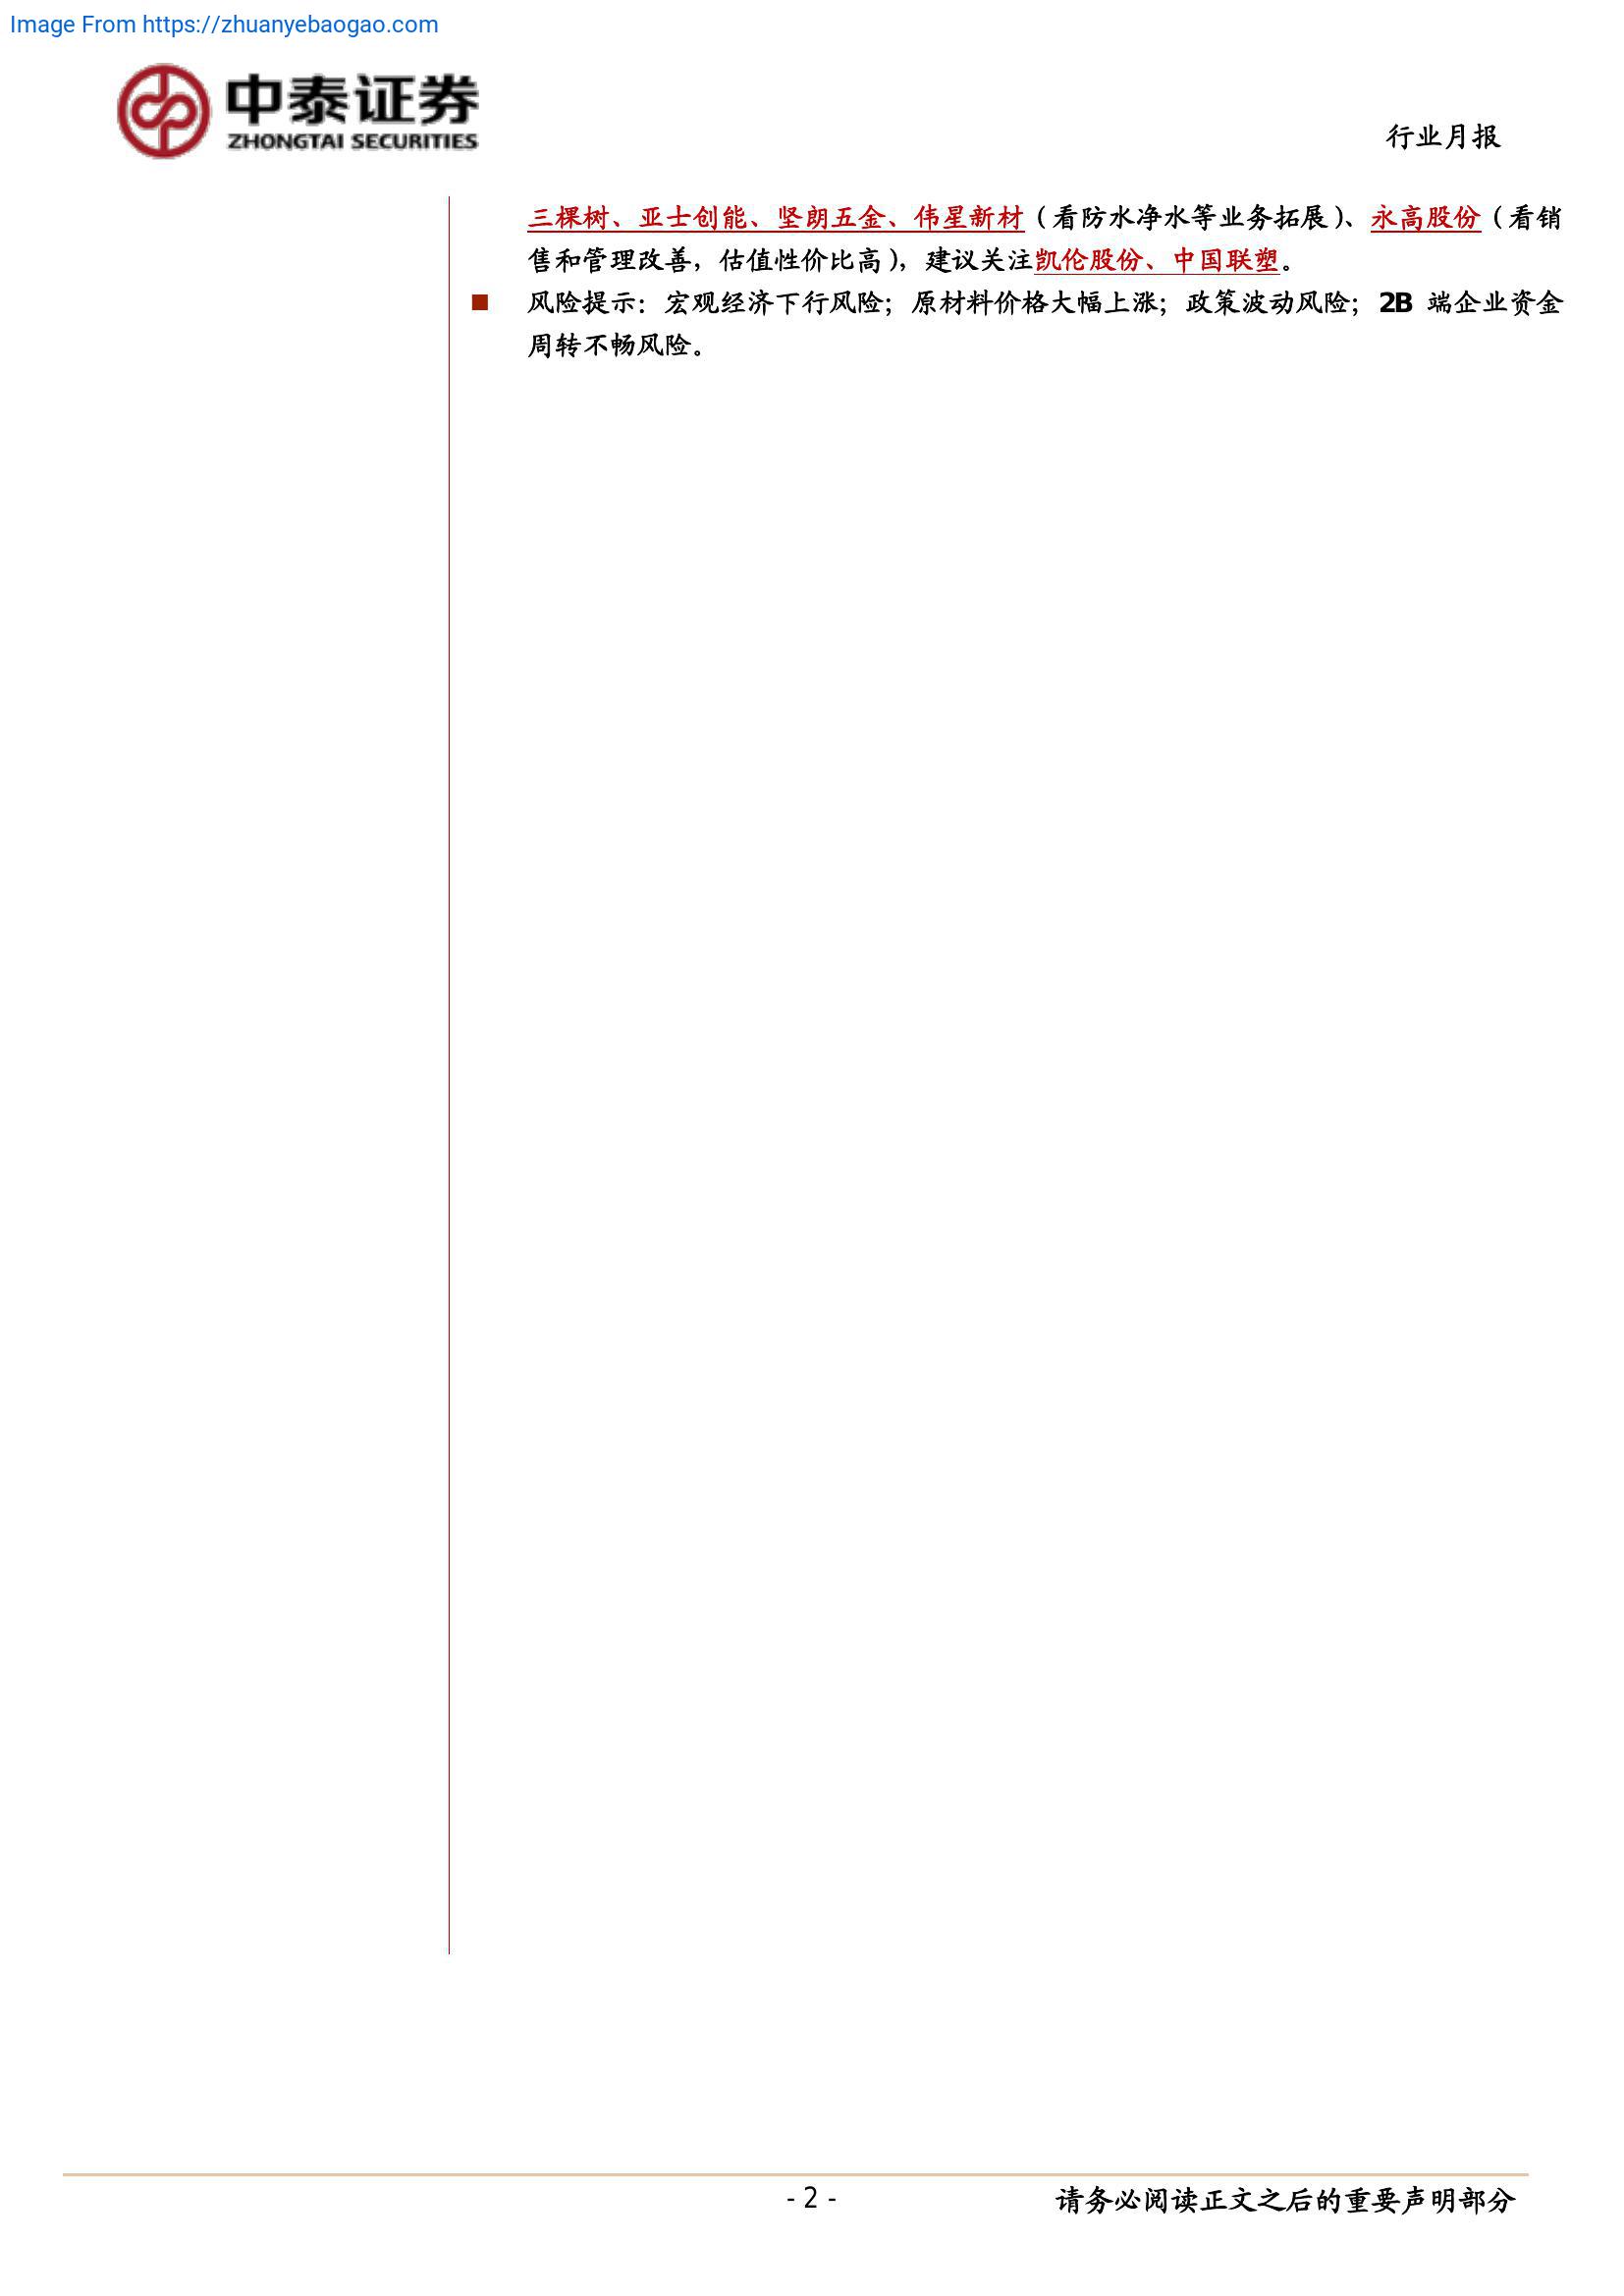 Image From https://zhuanyebaogao.com
中泰证券
ZHONGTAI SECURITIES
行业月报
三棵树、亚士创能、坚朗五金、伟星新材（看防水净水等业务拓展）、永高股份（看销
售和管理改善，估值性价比高），建议关注凯伦股份、中国联塑。
■ 风险提示：宏观经济下行风险；原材料价格大幅上涨；政策波动风险；2B 端企业资金
周转不畅风险。
- 2 -
请务必阅读正文之后的重要声明部分